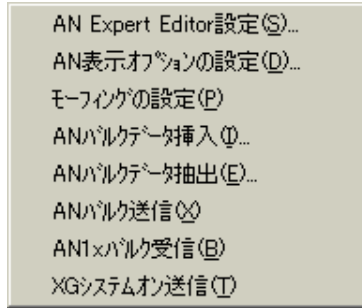 AN Expert Editor設定(S)...
AN表示ｵﾌﾟｼｮﾝの設定(D)...
ﾓｰﾌｨﾝｸﾞの設定(P)
ANﾊﾞﾙｸﾃﾞｰﾀ挿入(I)...
ANﾊﾞﾙｸﾃﾞｰﾀ抽出(E)...
ANﾊﾞﾙｸ送信(X)
AN1xﾊﾞﾙｸ受信(B)
XGｼｽﾃﾑｵﾝ送信(T)